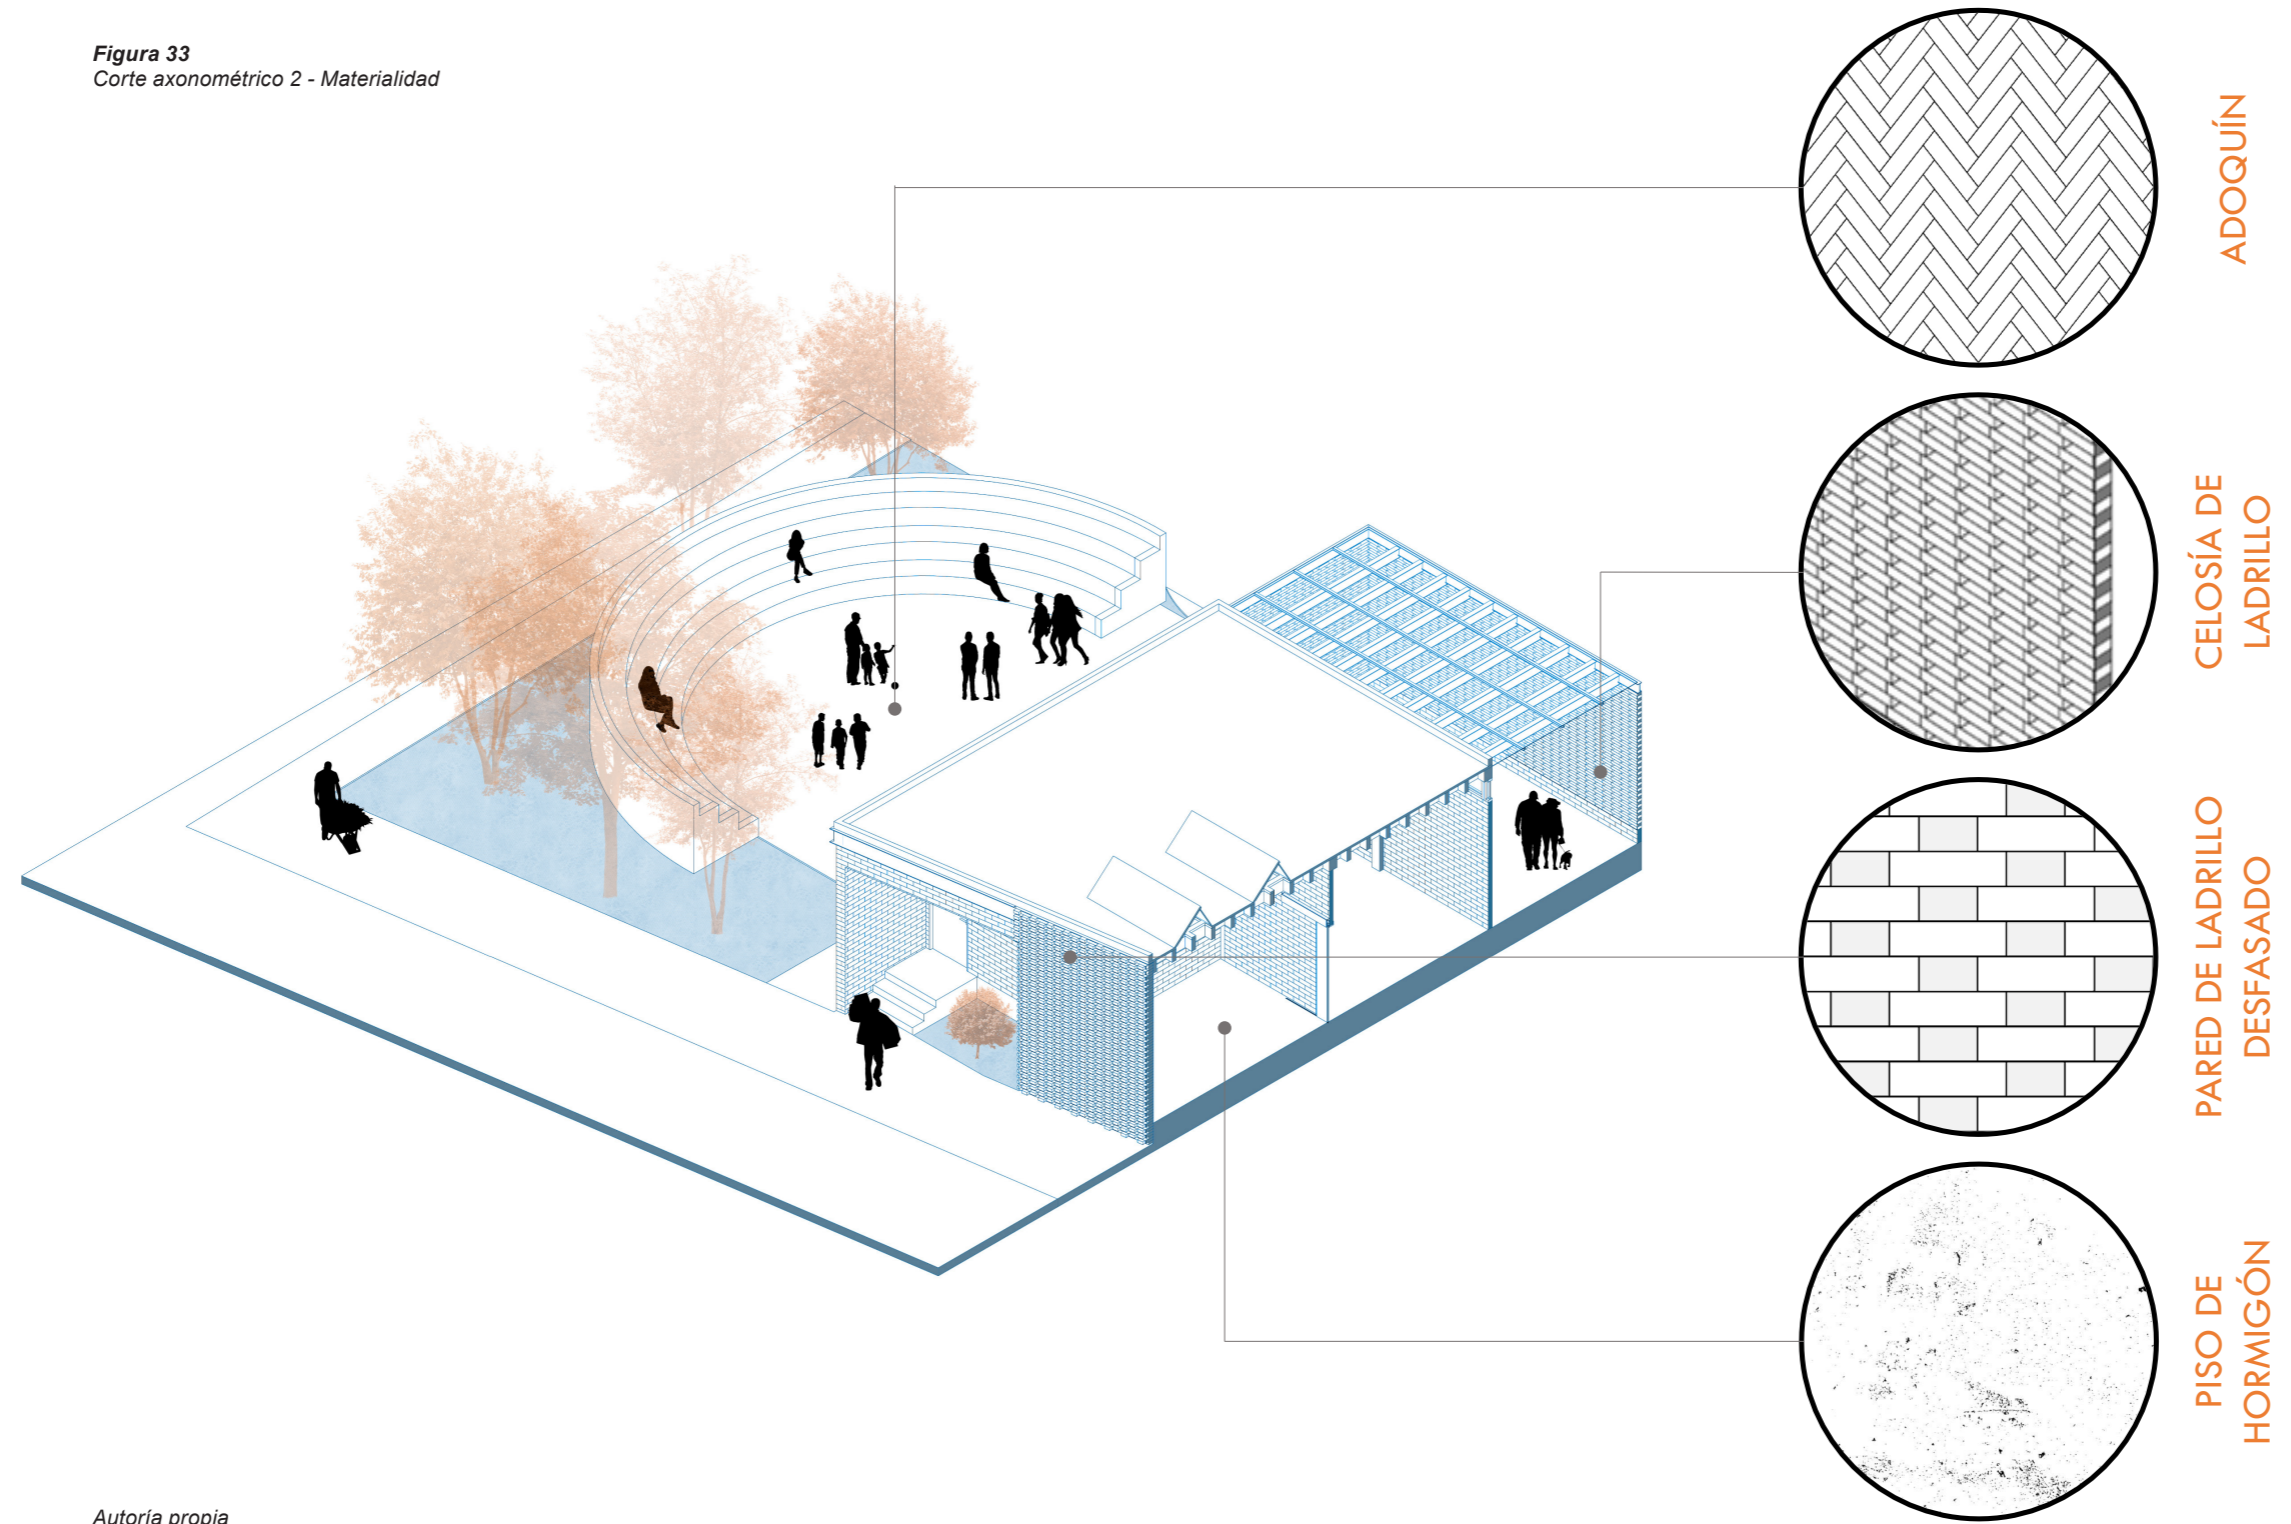 Figura 33
Corte axonométrico 2 - Materialidad
ADOQUÍN
CELOSÍA DE
LADRILLO
PARED DE LADRILLO
DESFASADO
PISO DE
HORMIGÓN
Autoría propia